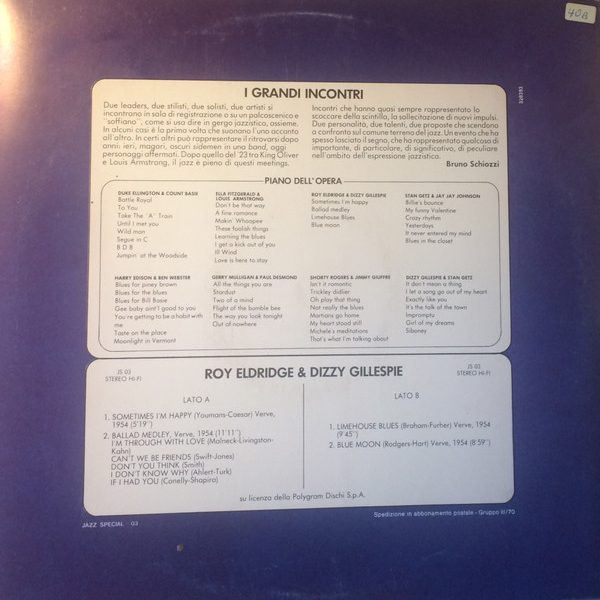 40B
328393
I GRANDI INCONTRI
Due leaders, due stilisti, due solisti, due artisti si
incontrano in sala di registrazione o su un palcoscenico e
"soffiano", come si usa dire in gergo jazzistico, assieme.
In alcuni casi è la prima volta che suonano l'uno accanto
all'altro. In certi altri può rappresentare il ritrovarsi dopo
anni: ieri, magari, oscuri sidemen in una band, oggi
personaggi affermati. Dopo quello del '23 tra King Oliver
e Louis Armstrong, il jazz è pieno di questi meetings.
Incontri che hanno quasi sempre rappresentato lo
scoccare della scintilla, la sollecitazione di nuovi impulsi.
Due personalità, due talenti, due proposte che scendono
a confronto sul comune terreno del jazz. Un evento che ha
spesso lasciato il segno, che ha rappresentato qualcosa di
importante, di particolare, di significativo, di peculiare
nell'ambito dell'espressione jazzistica.
Bruno Schiozzi
PIANO DELL'OPERA
DUKE ELLINGTON & COUNT BASIE
Battle Royal
To You
Take The "A" Train
Until I met you
Wild man
Segue in C
B D B
Jumpin' at the Woodside
ELLA FITZGERALD &
LOUIS ARMSTRONG
Don't be that way
A fine romance
Makin' Whoopee
These foolish things
Learning the blues
I get a kick out of you
Ill Wind
Love is here to stay
ROY ELDRIDGE & DIZZY GILLESPIE
Sometimes I'm happy
Ballad medley
Limehouse Blues
Blue moon
STAN GETZ & JAY JAY JOHNSON
Billie's bounce
My funny Valentine
Crazy rhythm
Yesterdays
It never entered my mind
Blues in the closet
HARRY EDISON & BEN WEBSTER
Blues for piney brown
Blues for the blues
Blues for Bill Basie
Gee baby ain't I good to you
You're getting to be a habit with
me
Taste on the place
Moonlight in Vermont
GERRY MULLIGAN & PAUL DESMOND
All the things you are
Stardust
Two of a mind
Flight of the bumble bee
The way you look tonight
Out of nowhere
SHORTY ROGERS & JIMMY GIUFFRE
Isn't it romantic
Trickley didlier
Oh play that thing
Not really the blues
Martians go home
My heart stood still
Michele's meditations
That's what I'm talking about
DIZZY GILLESPIE & STAN GETZ
It don't mean a thing
I let a song go out of my heart
Exactly like you
It's the talk of the town
Impromptu
Girl of my dreams
Siboney
JS 03
STEREO HI-FI
ROY ELDRIDGE & DIZZY GILLESPIE
JS 03
STEREO HI-FI
LATO A
1. SOMETIMES I'M HAPPY (Youmans-Caesar) Verve,
1954 (5'19'')
2. BALLAD MEDLEY, Verve, 1954 (11'11'')
I'M THROUGH WITH LOVE (Molneck-Livingston-
Kahn)
CAN'T WE BE FRIENDS (Swift-Jones)
DON'T YOU THINK (Smith)
I DON'T KNOW WHY (Ahlert-Turk)
IF I HAD YOU (Conelly-Shapiro)
LATO B
1. LIMEHOUSE BLUES (Braham-Furber) Verve, 1954
(9'45'')
2. BLUE MOON (Rodgers-Hart) Verve, 1954 (8'59'')
su licenza della Polygram Dischi S.p.A.
JAZZ SPECIAL - 03
Spedizione in abbonamento postale - Gruppo III/70